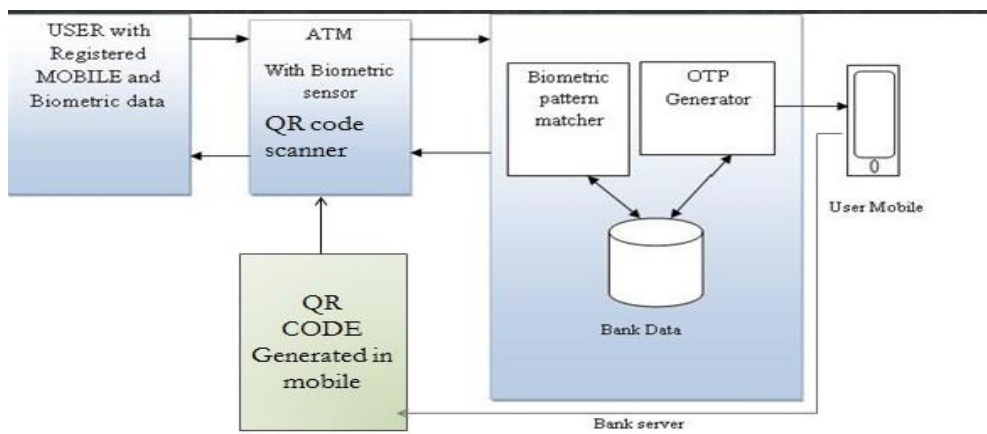 USER with
Registered
MOBILE and
Biometric data
ATM
With Biometric
sensor
QR code
scanner
Biometric
pattern
matcher
OTP
Generator
User Mobile
Bank Data
QR
CODE
Generated in
mobile
Bank server